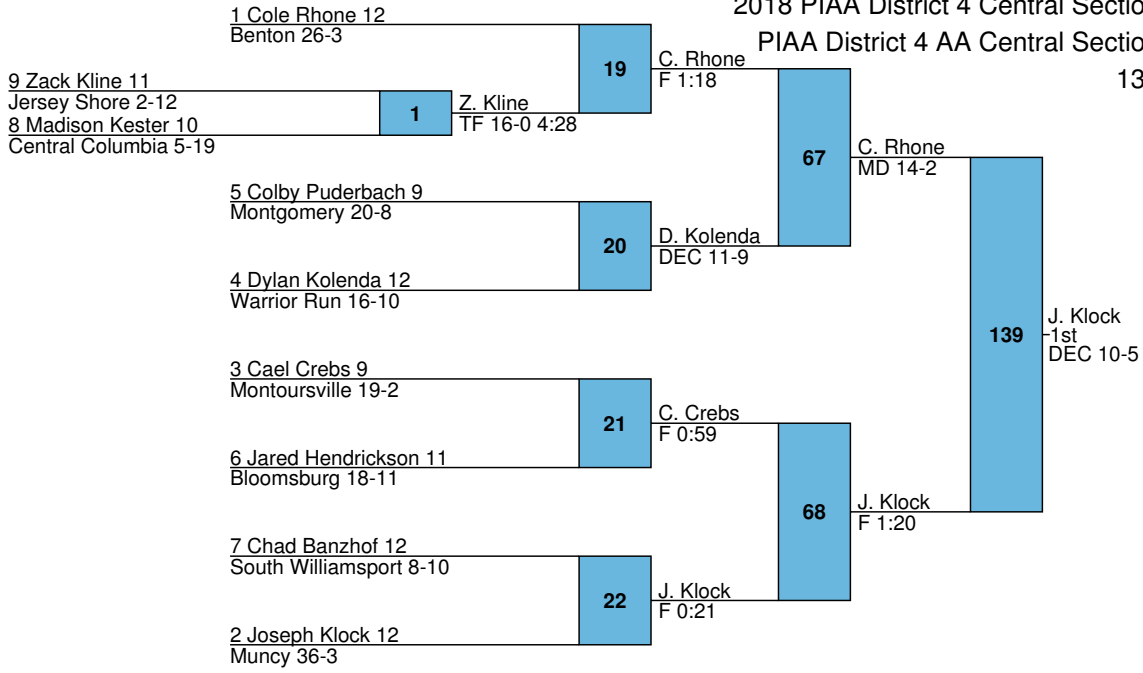 2018 PIAA District 4 Central Sectio
PIAA District 4 AA Central Sectio
13
1 Cole Rhone 12
Benton 26-3
19
C. Rhone
F 1:18
9 Zack Kline 11
Jersey Shore 2-12
1
Z. Kline
TF 16-0 4:28
8 Madison Kester 10
Central Columbia 5-19
67
C. Rhone
MD 14-2
5 Colby Puderbach 9
Montgomery 20-8
20
D. Kolenda
DEC 11-9
4 Dylan Kolenda 12
Warrior Run 16-10
139
J. Klock
1st
DEC 10-5
3 Cael Crebs 9
Montoursville 19-2
21
C. Crebs
F 0:59
6 Jared Hendrickson 11
Bloomsburg 18-11
68
J. Klock
F 1:20
7 Chad Banzhof 12
South Williamsport 8-10
22
J. Klock
F 0:21
2 Joseph Klock 12
Muncy 36-3